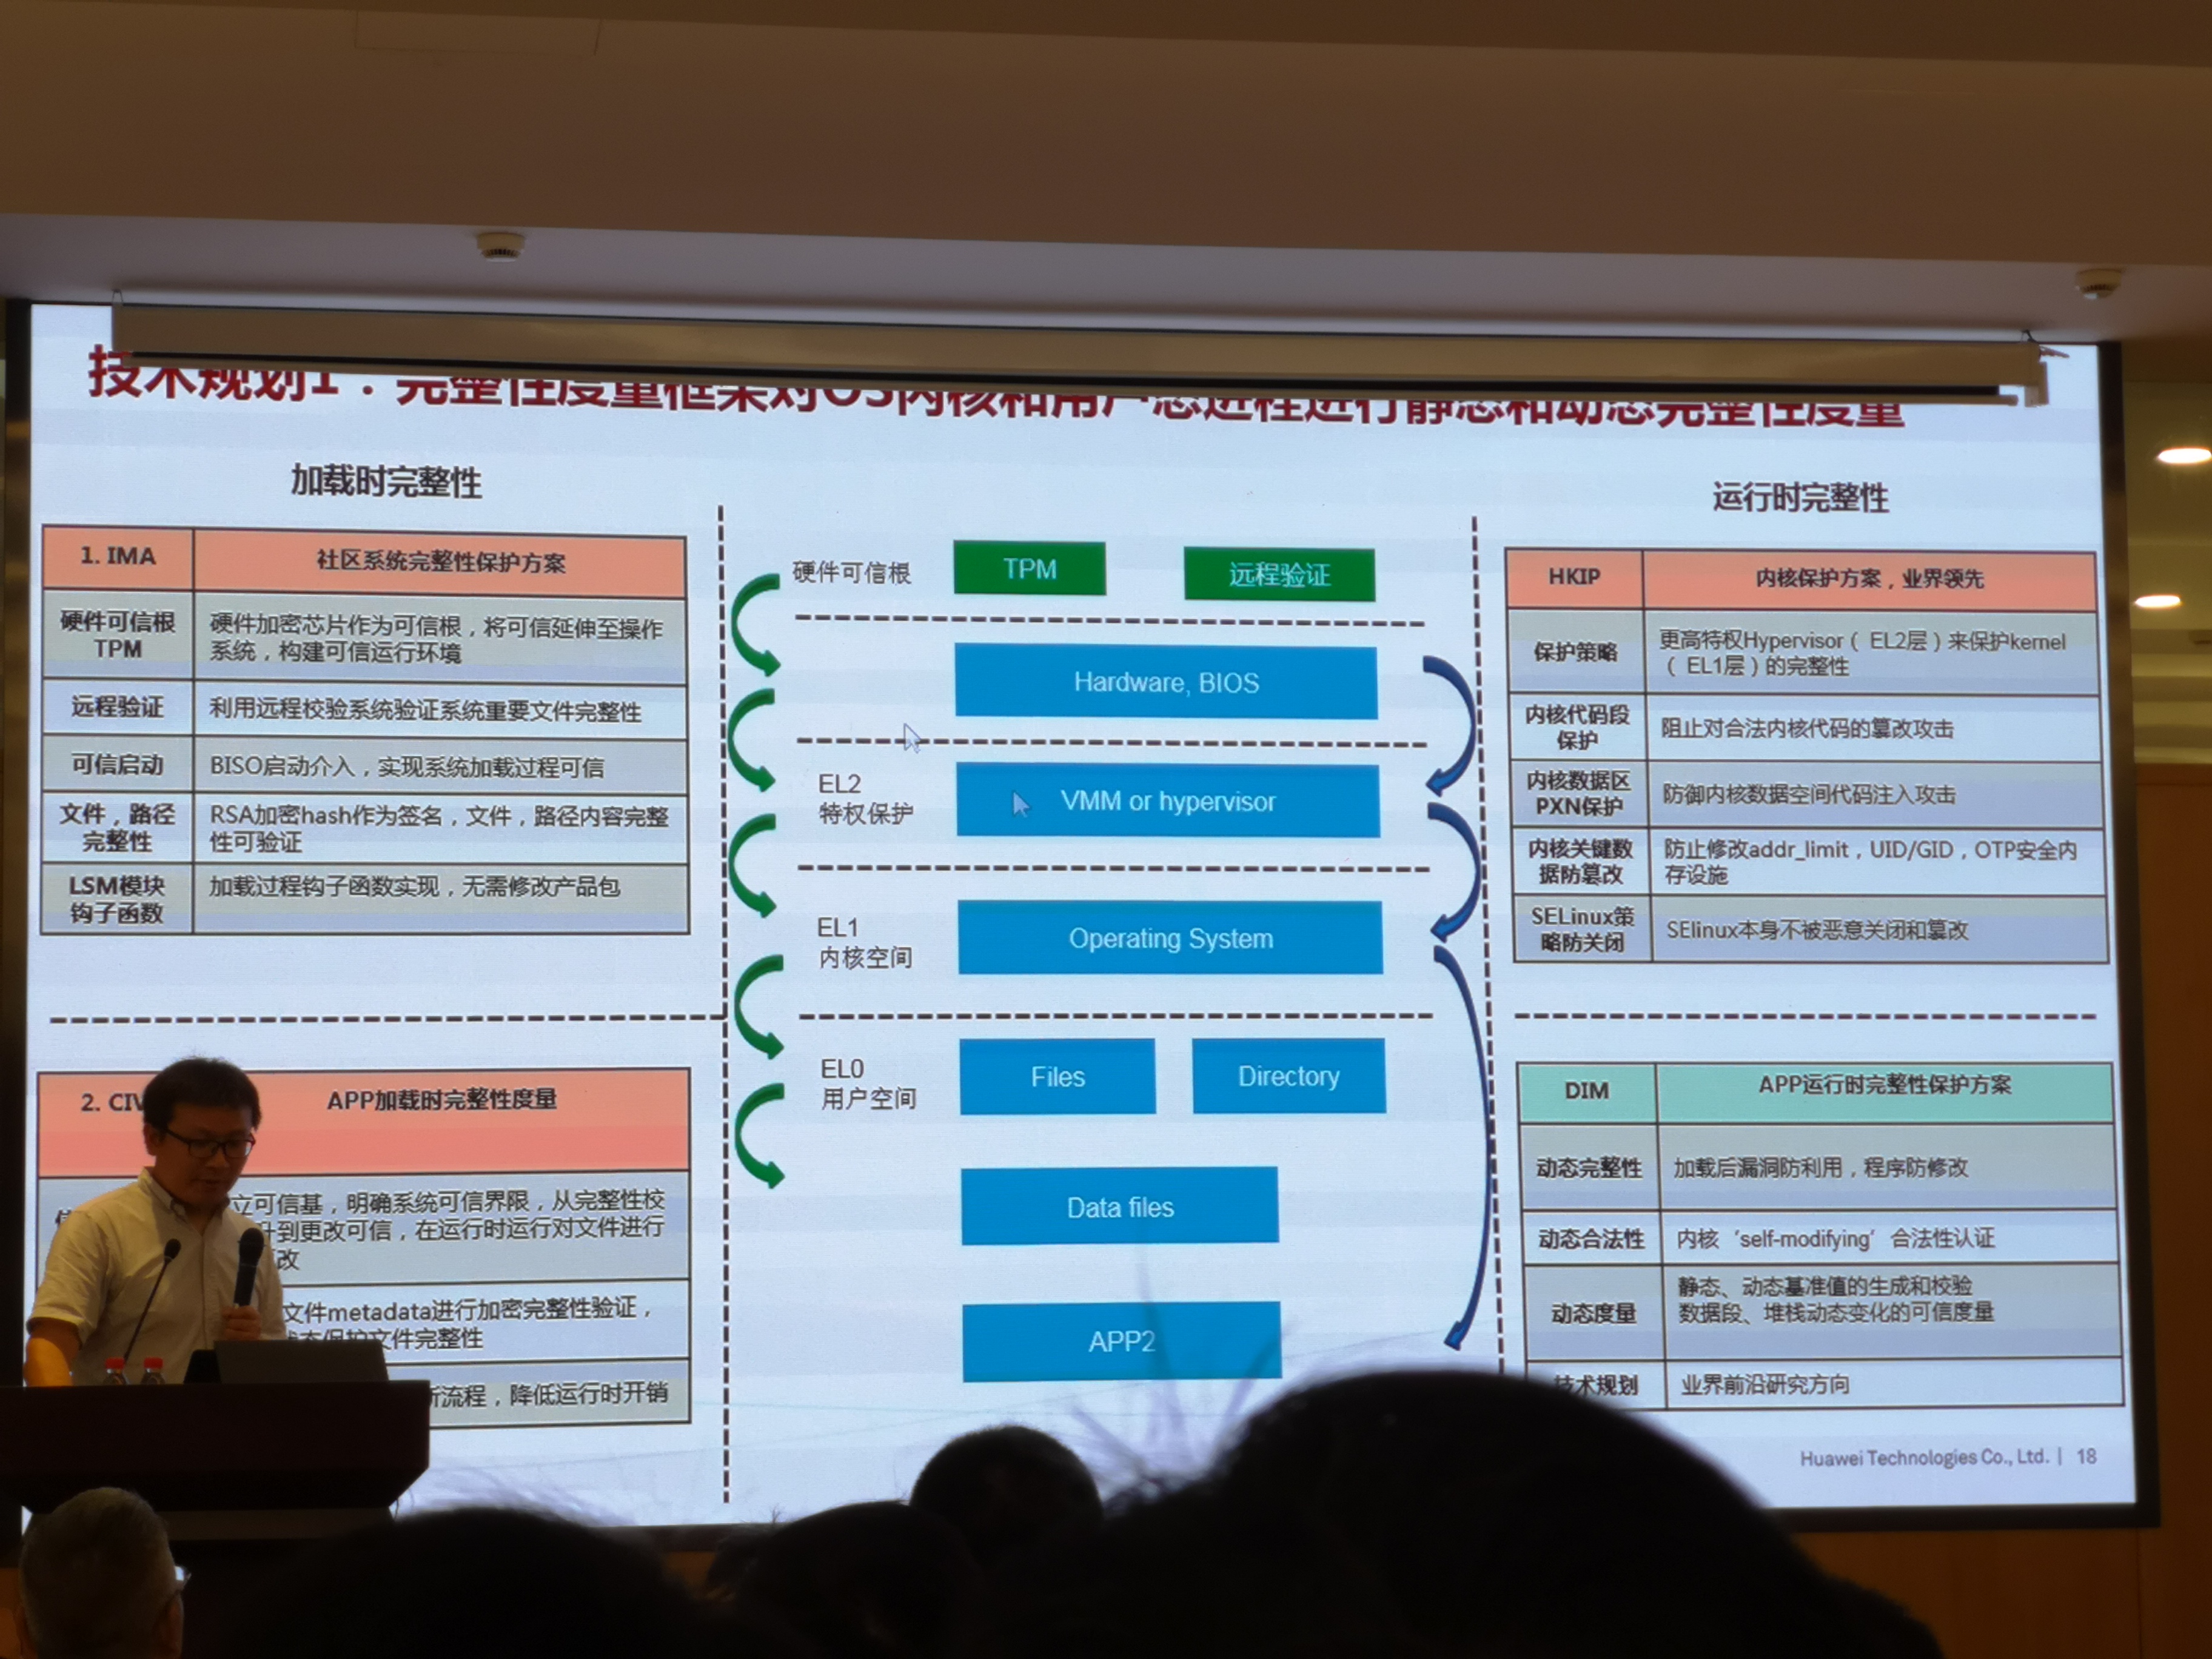 技术规划1：完整性度量框架对OS内核和用户态进程进行静态和动态完整性度量
加载时完整性
1. IMA
社区系统完整性保护方案
硬件可信根
TPM
硬件加密芯片作为可信根，将可信延伸至操作
系统，构建可信运行环境
远程验证
利用远程校验系统验证系统重要文件完整性
可信启动
BISO启动介入，实现系统加载过程可信
文件，路径
完整性
RSA加密hash作为签名，文件，路径内容完整
性可验证
LSM模块
钩子函数
加载过程钩子函数实现，无需修改产品包
2. CIV
APP加载时完整性度量
立可信基，明确系统可信界限，从完整性校
升到更改可信，在运行时运行对文件进行
改
文件metadata进行加密完整性验证，
保护文件完整性
流程，降低运行时开销
硬件可信根
TPM
远程验证
Hardware, BIOS
EL2
特权保护
VMM or hypervisor
EL1
内核空间
Operating System
EL0
用户空间
Files
Directory
Data files
APP2
运行时完整性
HKIP
内核保护方案，业界领先
保护策略
更高特权Hypervisor（ EL2层）来保护kernel
（ EL1层）的完整性
内核代码段
保护
阻止对合法内核代码的篡改攻击
内核数据区
PXN保护
防御内核数据空间代码注入攻击
内核关键数
据防篡改
防止修改addr_limit，UID/GID，OTP安全内
存设施
SELinux策
略防关闭
SElinux本身不被恶意关闭和篡改
DIM
APP运行时完整性保护方案
动态完整性
加载后漏洞防利用，程序防修改
动态合法性
内核‘self-modifying’合法性认证
动态度量
静态、动态基准值的生成和校验
数据段、堆栈动态变化的可信度量
技术规划
业界前沿研究方向
Huawei Technologies Co., Ltd. | 18